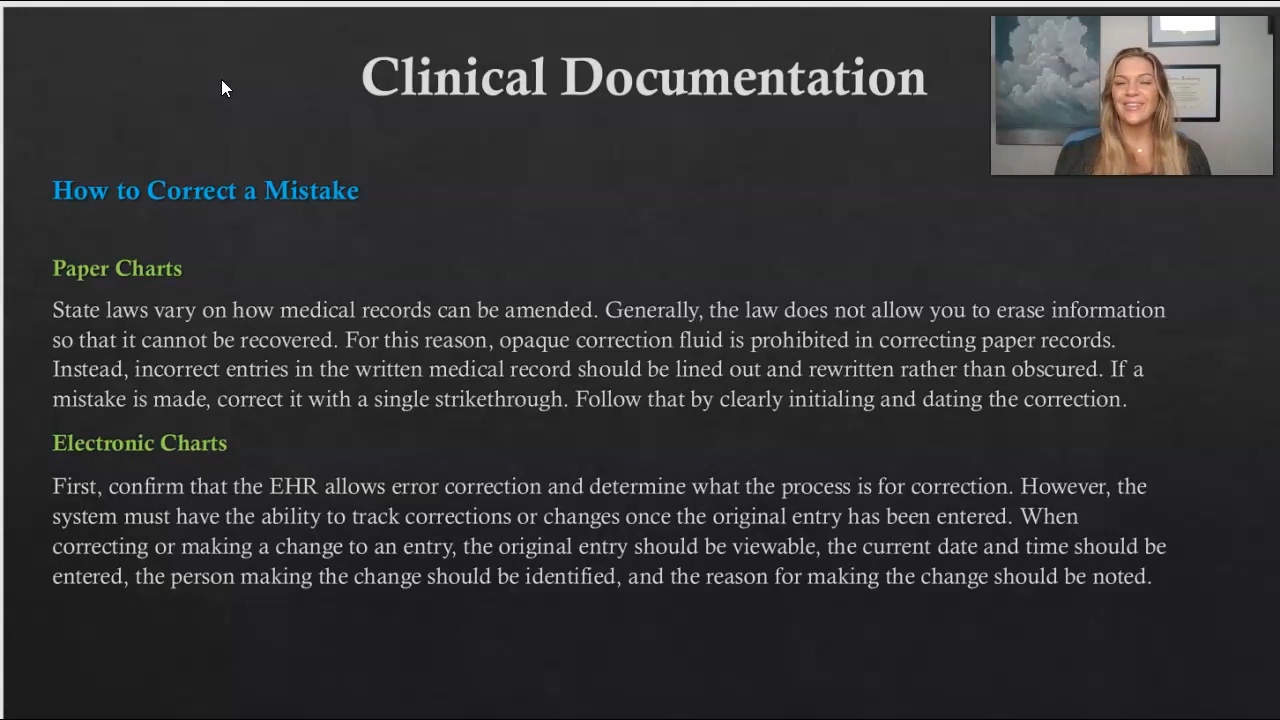 Clinical Documentation
How to Correct a Mistake
Paper Charts
State laws vary on how medical records can be amended. Generally, the law does not allow you to erase information
so that it cannot be recovered. For this reason, opaque correction fluid is prohibited in correcting paper records.
Instead, incorrect entries in the written medical record should be lined out and rewritten rather than obscured. If a
mistake is made, correct it with a single strikethrough. Follow that by clearly initialing and dating the correction.
Electronic Charts
First, confirm that the EHR allows error correction and determine what the process is for correction. However, the
system must have the ability to track corrections or changes once the original entry has been entered. When
correcting or making a change to an entry, the original entry should be viewable, the current date and time should be
entered, the person making the change should be identified, and the reason for making the change should be noted.